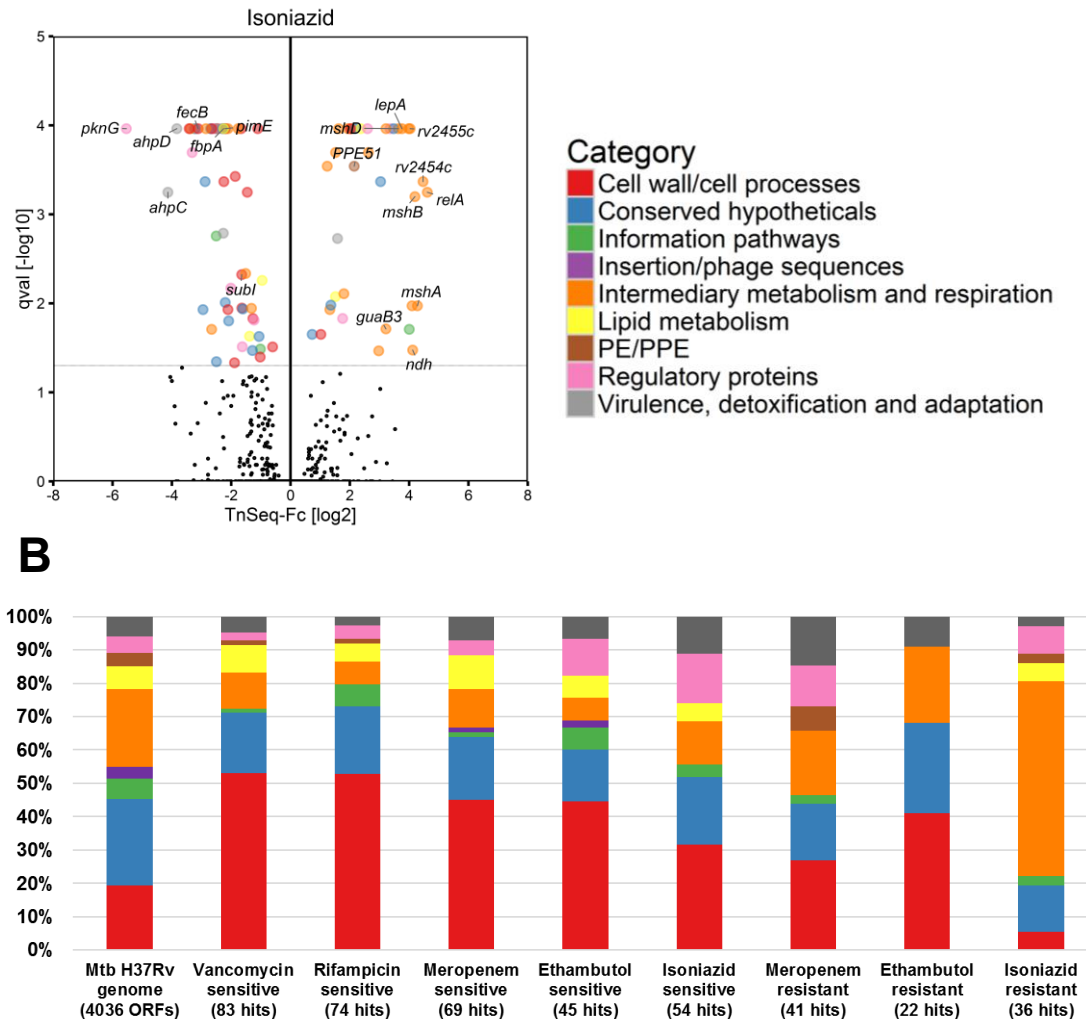 Isoniazid
qval [-log10]
5
4
3
2
1
0
pknG
ahpD
fecB
fbpA
pimE
ahpC
subI
lepA
mshD
rv2455c
PPE51
rv2454c
relA
mshB
mshA
guaB3
ndh
-8 -6 -4 -2 0 2 4 6 8
TnSeq-Fc [log2]
Category
Cell wall/cell processes
Conserved hypotheticals
Information pathways
Insertion/phage sequences
Intermediary metabolism and respiration
Lipid metabolism
PE/PPE
Regulatory proteins
Virulence, detoxification and adaptation
B
100%
90%
80%
70%
60%
50%
40%
30%
20%
10%
0%
Mtb H37Rv
genome
(4036 ORFs)
Vancomycin
sensitive
(83 hits)
Rifampicin
sensitive
(74 hits)
Meropenem
sensitive
(69 hits)
Ethambutol
sensitive
(45 hits)
Isoniazid
sensitive
(54 hits)
Meropenem
resistant
(41 hits)
Ethambutol
resistant
(22 hits)
Isoniazid
resistant
(36 hits)